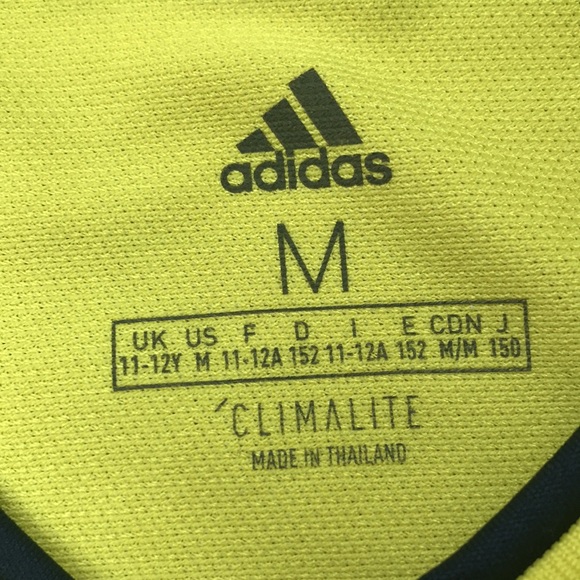 adidas
M
UK US F D I E CDN J
11-12Y M 11-12A 152 11-12A 152 M/M 150
´CLIMALITE
MADE IN THAILAND